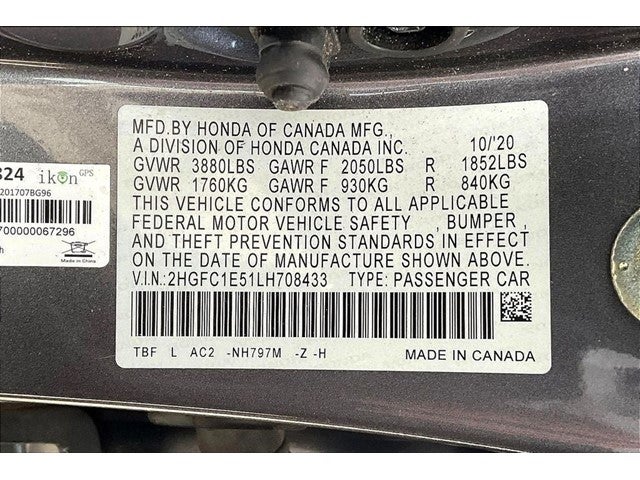 MFD.BY HONDA OF CANADA MFG.,
A DIVISION OF HONDA CANADA INC. 10/'20
GVWR 3880LBS GAWR F 2050LBS R 1852LBS
GVWR 1760KG GAWR F 930KG R 840KG
THIS VEHICLE CONFORMS TO ALL APPLICABLE
FEDERAL MOTOR VEHICLE SAFETY , BUMPER,
AND THEFT PREVENTION STANDARDS IN EFFECT
ON THE DATE OF MANUFACTURE SHOWN ABOVE.
V.I.N.:2HGFC1E51LH708433 TYPE: PASSENGER CAR
TBF L AC2 -NH797M -Z -H MADE IN CANADA
324 ikon GPS
201707BG96
700000067296
Made in China